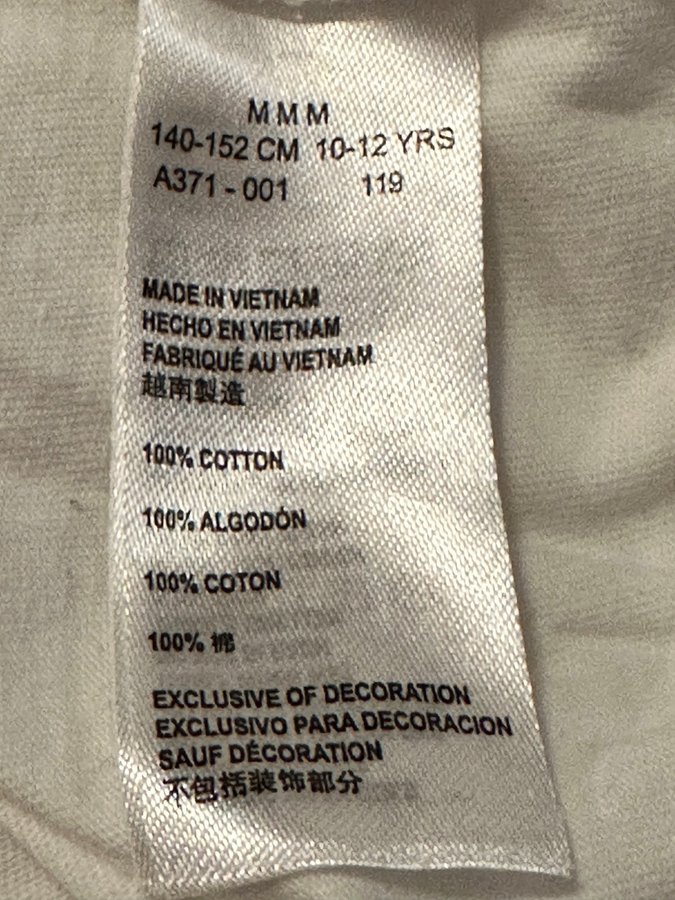 M M M
140-152 CM 10-12 YRS
A371 - 001 119
MADE IN VIETNAM
HECHO EN VIETNAM
FABRIQUÉ AU VIETNAM
越南製造
100% COTTON
100% ALGODÓN
100% COTON
100% 棉
EXCLUSIVE OF DECORATION
EXCLUSIVO PARA DECORACION
SAUF DÉCORATION
不包括装饰部分